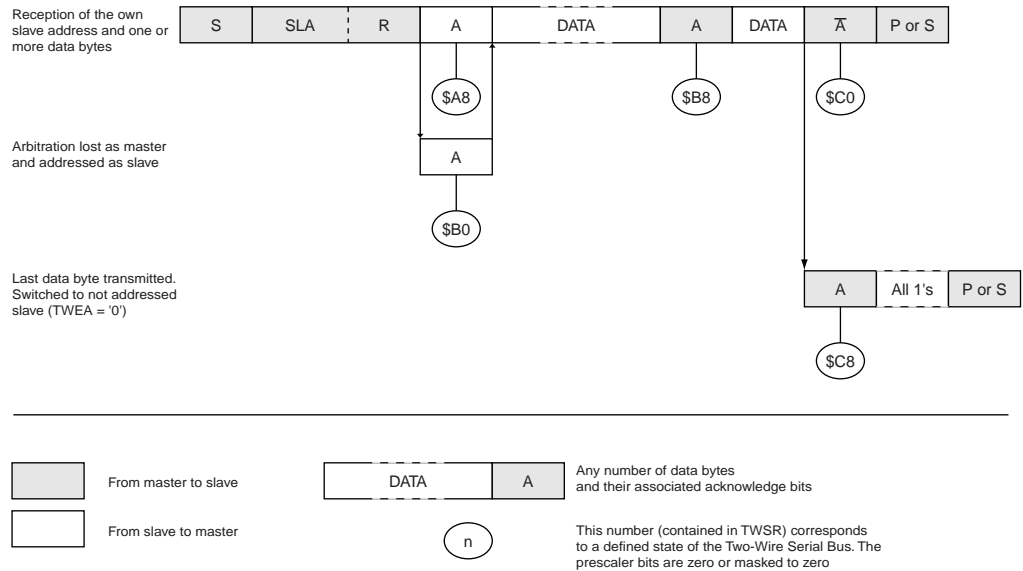 Reception of the own
slave address and one or
more data bytes
S SLA R A DATA A DATA A̅ P or S
$A8 $B8 $C0
Arbitration lost as master
and addressed as slave
A
$B0
Last data byte transmitted.
Switched to not addressed
slave (TWEA = '0')
A All 1's P or S
$C8
From master to slave
DATA A
Any number of data bytes
and their associated acknowledge bits
From slave to master
n
This number (contained in TWSR) corresponds
to a defined state of the Two-Wire Serial Bus. The
prescaler bits are zero or masked to zero